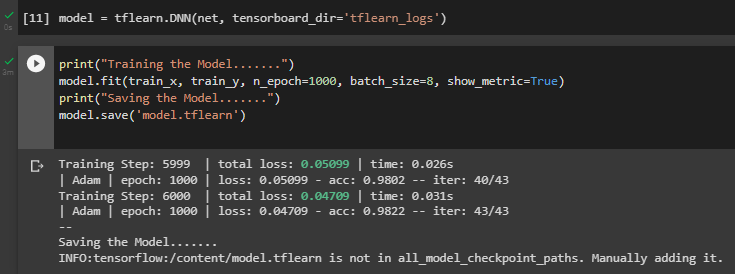 [11] model = tflearn.DNN(net, tensorboard_dir='tflearn_logs')
0s
print("Training the Model.......")
3m
model.fit(train_x, train_y, n_epoch=1000, batch_size=8, show_metric=True)
print("Saving the Model.......")
model.save('model.tflearn')
Training Step: 5999  | total loss: 0.05099 | time: 0.026s
| Adam | epoch: 1000 | loss: 0.05099 - acc: 0.9802 -- iter: 40/43
Training Step: 6000  | total loss: 0.04709 | time: 0.031s
| Adam | epoch: 1000 | loss: 0.04709 - acc: 0.9822 -- iter: 43/43
--
Saving the Model.......
INFO:tensorflow:/content/model.tflearn is not in all_model_checkpoint_paths. Manually adding it.